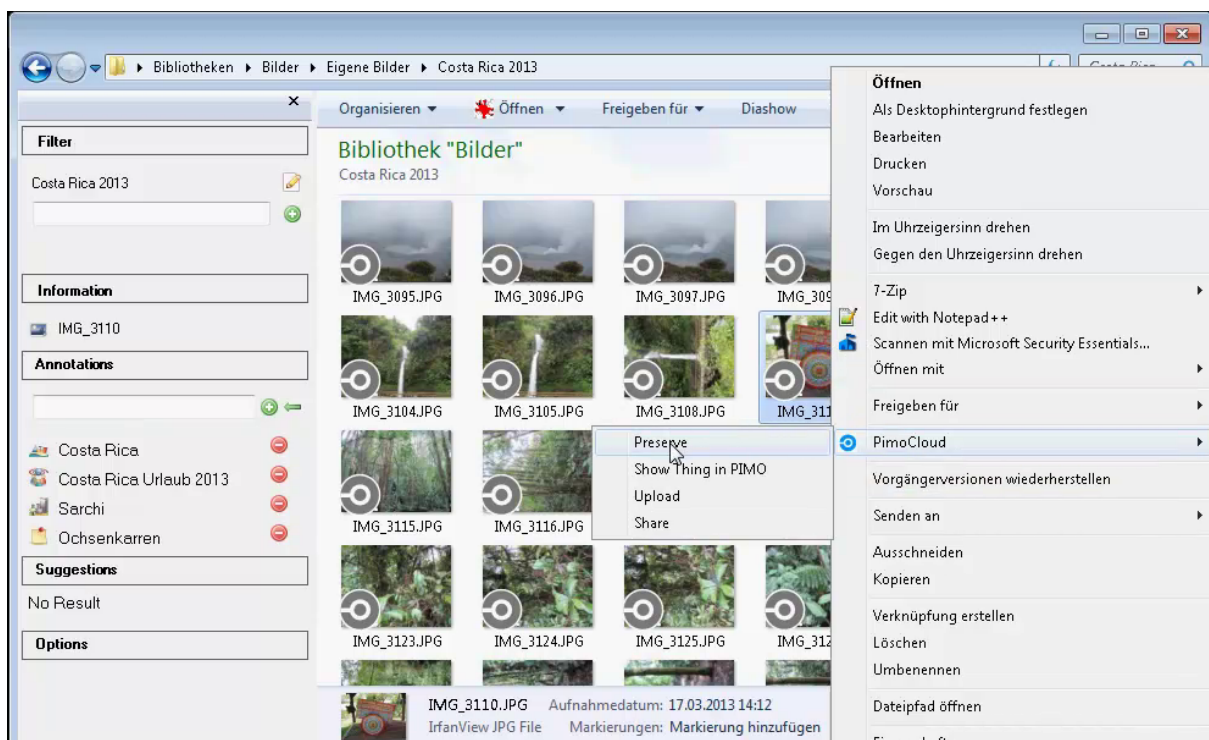 Bibliotheken Bilder Eigene Bilder Costa Rica 2013
Costa Rica
Filter
Costa Rica 2013
Information
IMG_3110
Annotations
Costa Rica
Costa Rica Urlaub 2013
Sarchi
Ochsenkarren
Suggestions
No Result
Options
Organisieren Öffnen Freigeben für Diashow
Bibliothek "Bilder"
Costa Rica 2013
IMG_3095.JPG IMG_3096.JPG IMG_3097.JPG IMG_309
IMG_3104.JPG IMG_3105.JPG IMG_3108.JPG IMG_311
IMG_3115.JPG IMG_3116.JPG
IMG_3123.JPG IMG_3124.JPG IMG_3125.JPG IMG_312
IMG_3110.JPG Aufnahmedatum: 17.03.2013 14:12
IrfanView JPG File Markierungen: Markierung hinzufügen
Preserve
Show Thing in PIMO
Upload
Share
Öffnen
Als Desktophintergrund festlegen
Bearbeiten
Drucken
Vorschau
Im Uhrzeigersinn drehen
Gegen den Uhrzeigersinn drehen
7-Zip
Edit with Notepad++
Scannen mit Microsoft Security Essentials...
Öffnen mit
Freigeben für
PimoCloud
Vorgängerversionen wiederherstellen
Senden an
Ausschneiden
Kopieren
Verknüpfung erstellen
Löschen
Umbenennen
Dateipfad öffnen